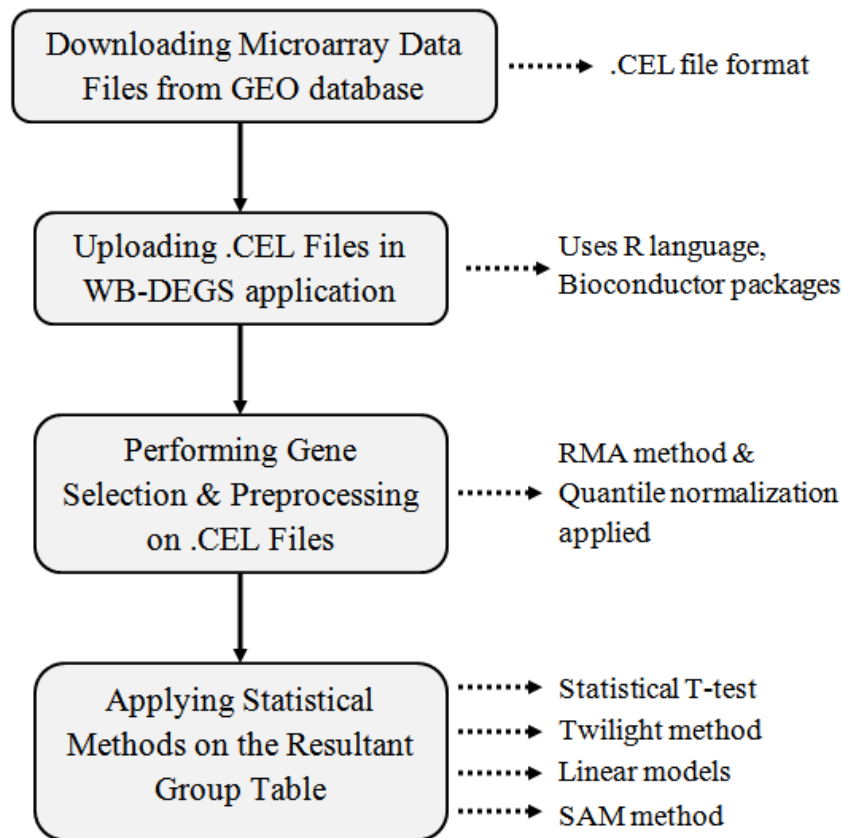 Downloading Microarray Data
Files from GEO database
.CEL file format
Uploading .CEL Files in
WB-DEGS application
Uses R language,
Bioconductor packages
Performing Gene
Selection & Preprocessing
on .CEL Files
RMA method &
Quantile normalization
applied
Applying Statistical
Methods on the Resultant
Group Table
Statistical T-test
Twilight method
Linear models
SAM method